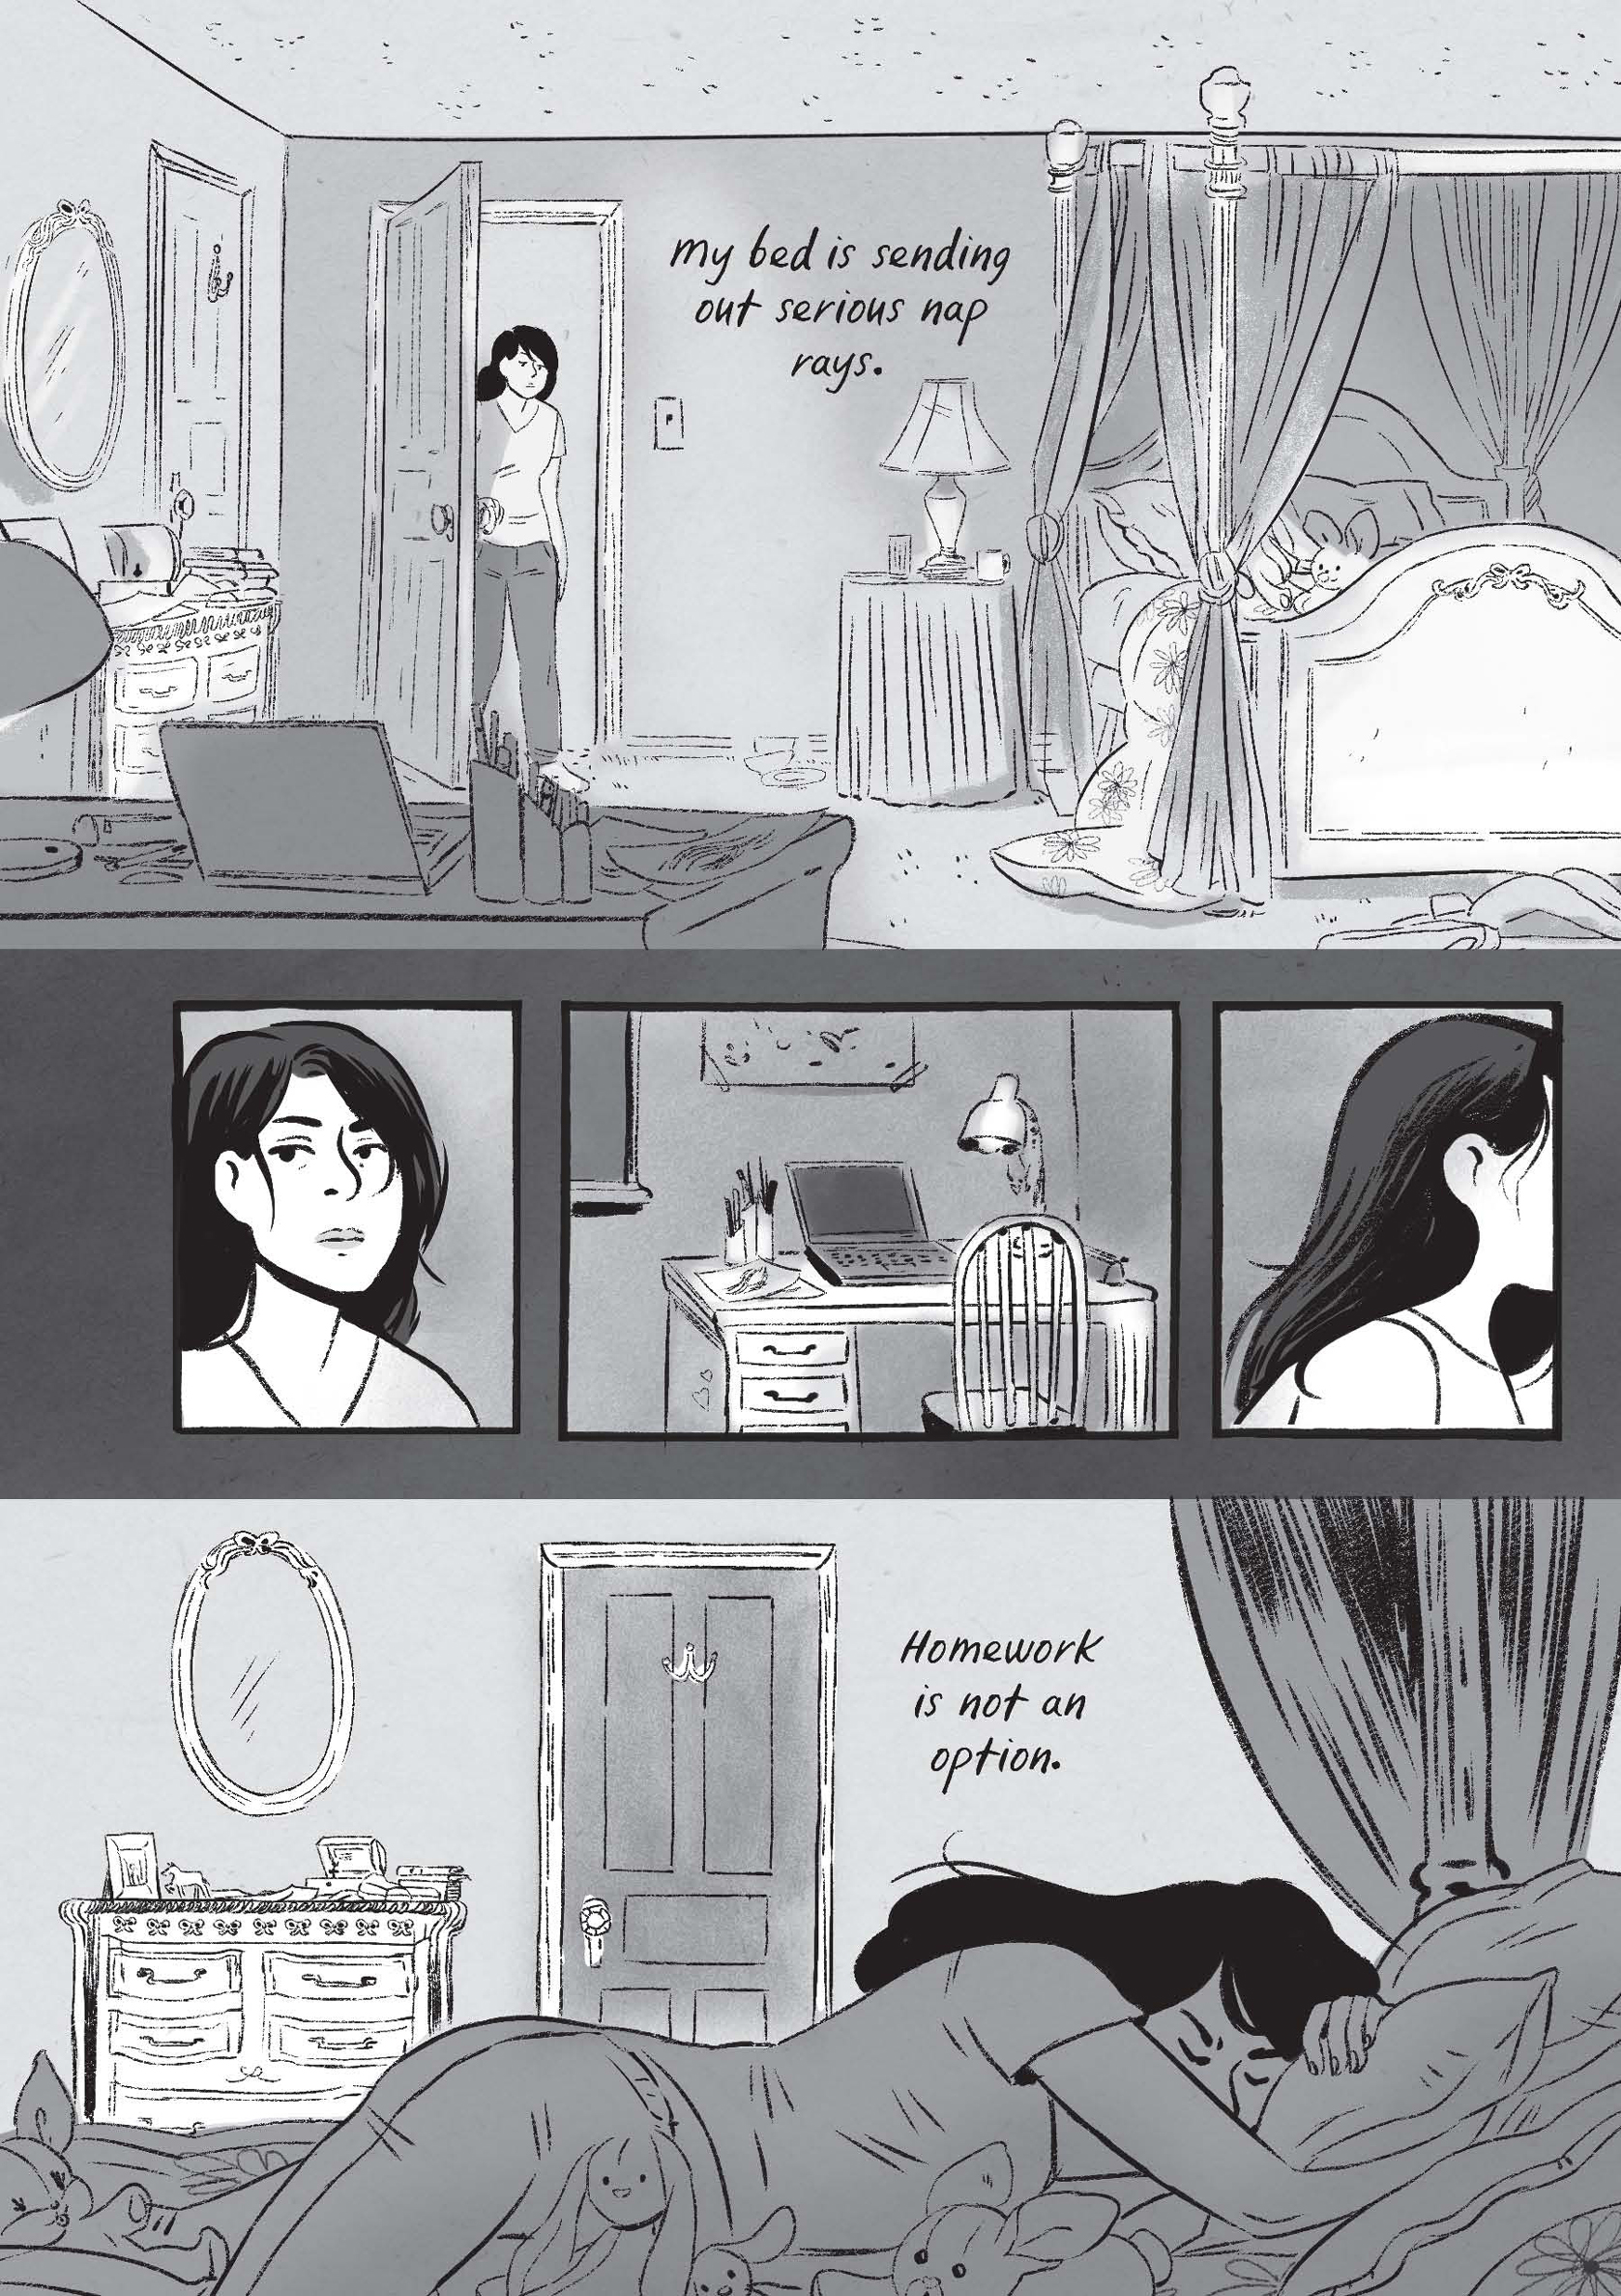 My bed is sending
out serious nap
rays.
Homework
is not an
option.